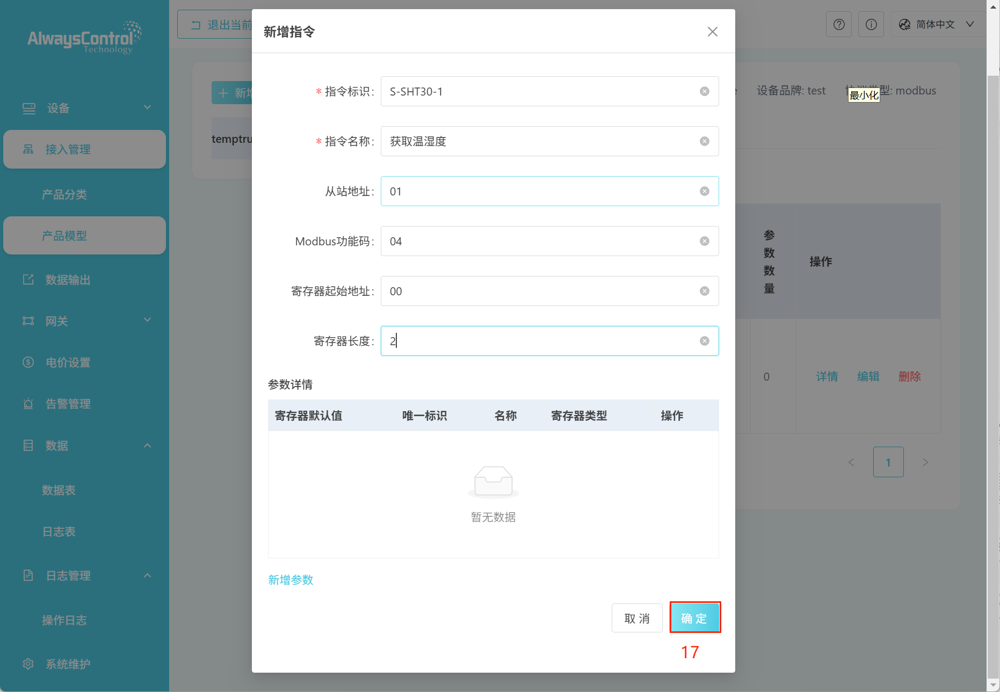 AlwaysControl
Technology
设备
接入管理
产品分类
产品模型
数据输出
网关
电价设置
告警管理
数据
数据表
日志表
日志管理
操作日志
系统维护
退出当前
简体中文
新增
temptru
设备品牌: test
型: modbus
最小化
参数数量
操作
0
详情 编辑 删除
1
新增指令
* 指令标识: S-SHT30-1
* 指令名称: 获取温湿度
从站地址: 01
Modbus功能码: 04
寄存器起始地址: 00
寄存器长度: 2
参数详情
寄存器默认值 唯一标识 名称 寄存器类型 操作
暂无数据
新增参数
取 消 确 定
17